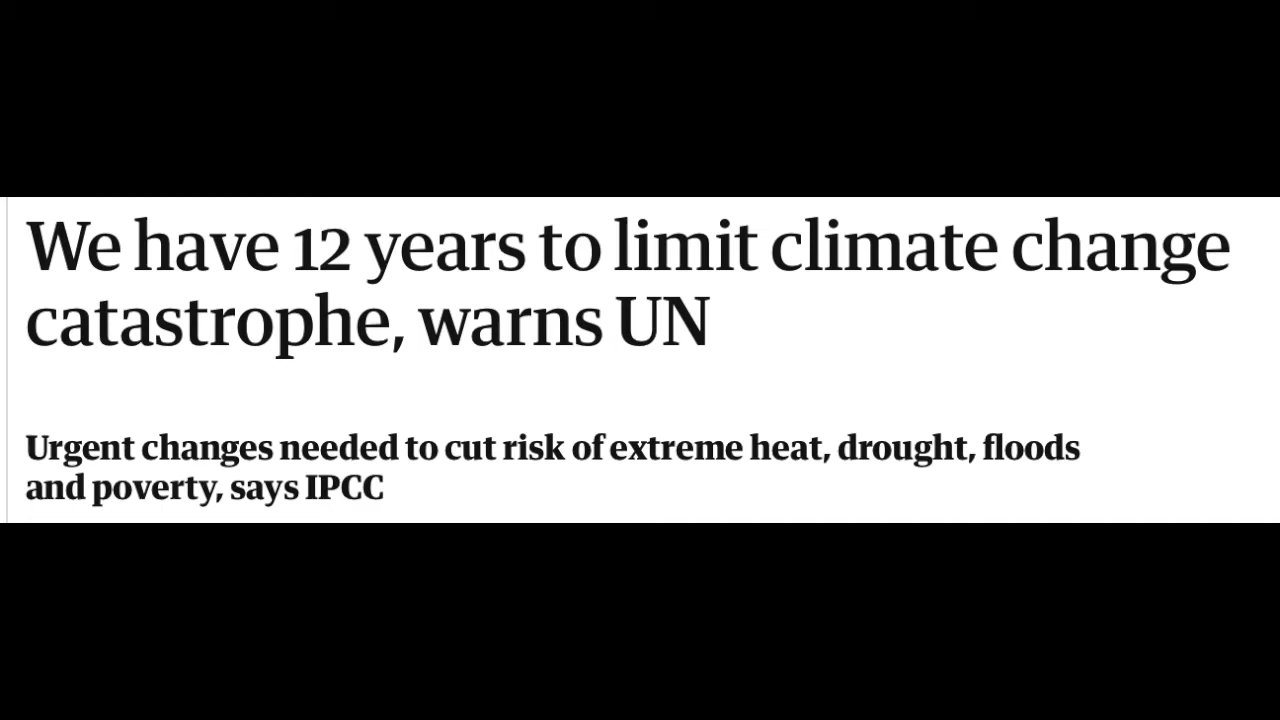 We have 12 years to limit climate change
catastrophe, warns UN
Urgent changes needed to cut risk of extreme heat, drought, floods
and poverty, says IPCC